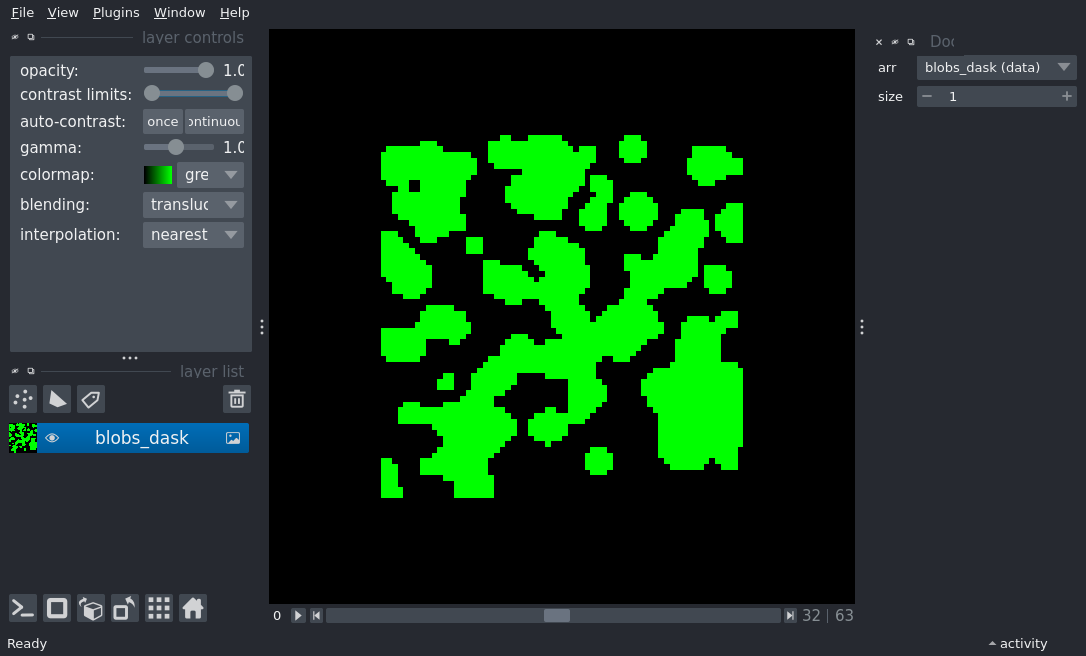 File View Plugins Window Help
layer controls
opacity: 1.0
contrast limits:
auto-contrast: once ontinuou
gamma: 1.0
colormap: gre
blending: transluc
interpolation: nearest
layer list
blobs_dask
0 32 | 63
Doc
arr blobs_dask (data)
size − 1 +
Ready
activity